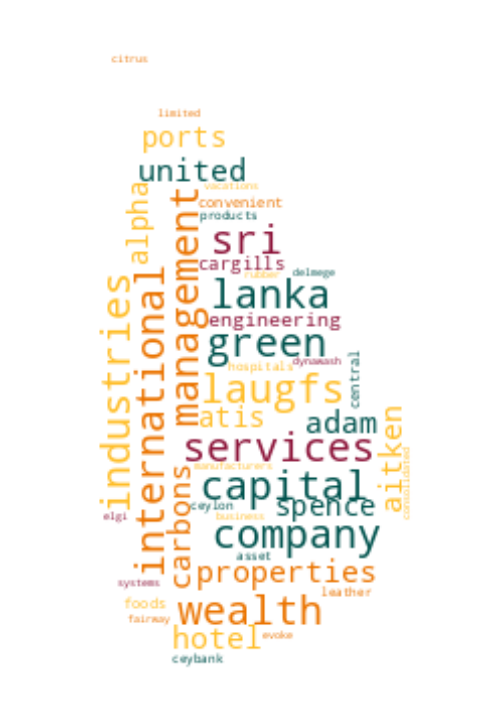 citrus
limited
ports
united
alpha
vocations
management
convenient
products
sri
cargills
rubber
delmege
international
industries
lanka
engineering
green
dynawash
hospitals
central
laugfs
atis
adam
aitken
services
consolidated
manufacturers
carbons
capital
spence
ceylon
elgi
business
company
asset
properties
systems
leather
foods
wealth
fairway
hotel
evoke
ceybank